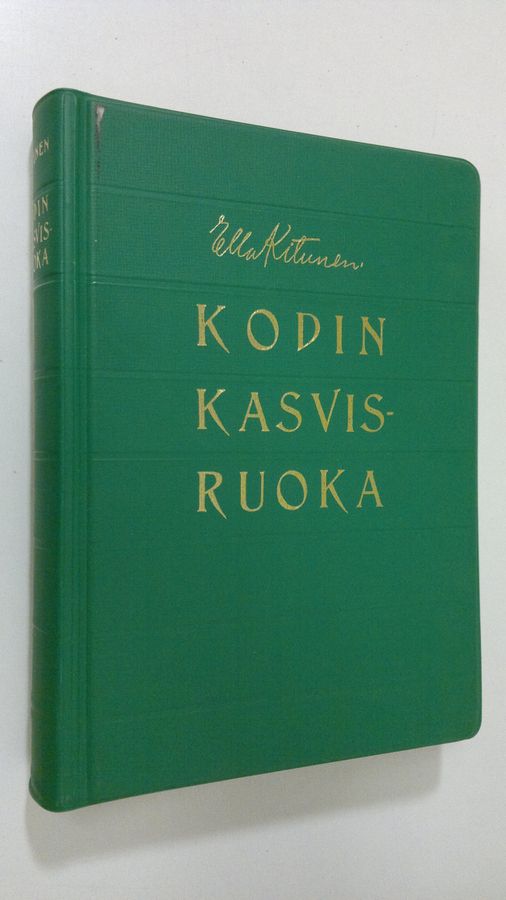 Ella Kitunen.
KODIN
KASVIS-
RUOKA